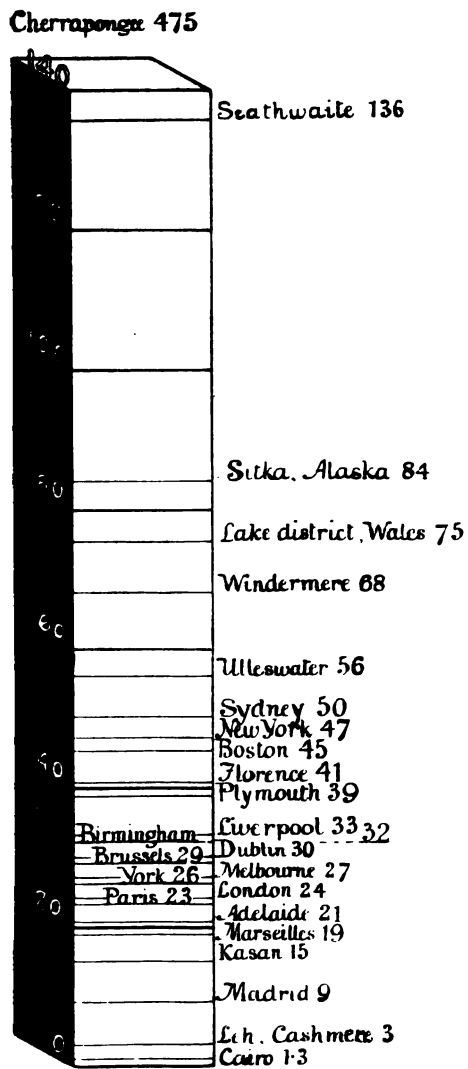 Cherrapongee 475
140
Seathwaite 136
Sitka, Alaska 84
80
Lake district, Wales 75
Windermere 68
60
Ulleswater 56
Sydney 50
New York 47
Boston 45
40
Florence 41
Plymouth 39
Birmingham Liverpool 33 32
Brussels 29 Dublin 30
York 26 Melbourne 27
Paris 23 London 24
20
Adelaide 21
Marseilles 19
Kasan 15
Madrid 9
0
Leh, Cashmere 3
Cairo 1·3